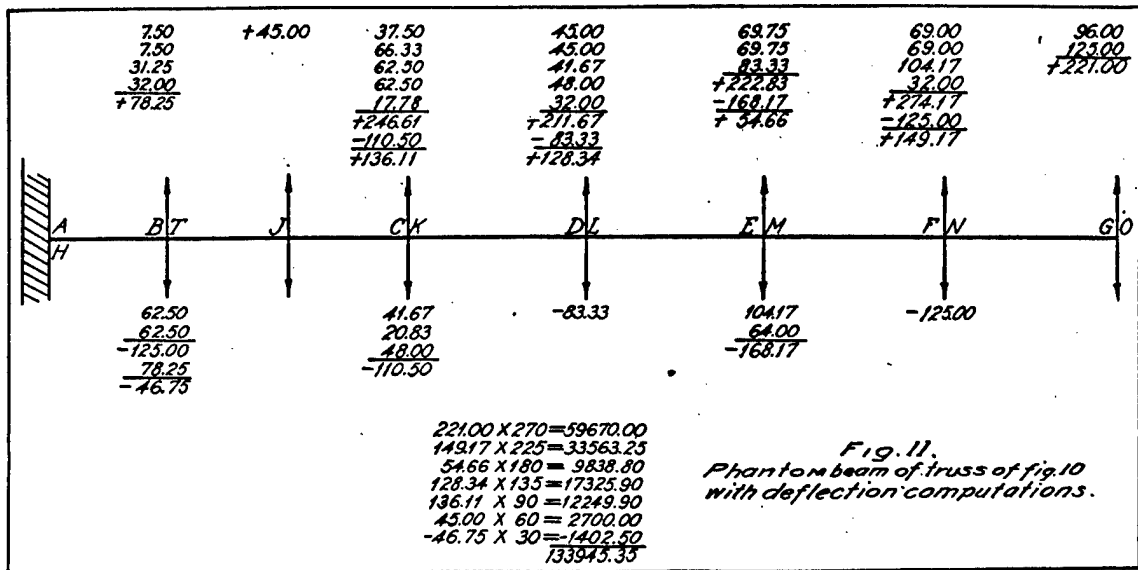 7.50 +45.00 37.50 45.00 69.75 69.00 96.00
7.50 66.33 45.00 69.75 69.00 125.00
31.25 62.50 41.67 83.33 104.17 +221.00
32.00 62.50 48.00 +222.83 32.00
+78.25 17.78 32.00 -168.17 +274.17
+246.61 +211.67 + 54.66 -125.00
-110.50 -83.33 +149.17
+136.11 +128.34
A BT J CK DL EM FN GO
H
62.50 41.67 -83.33 104.17 -125.00
62.50 20.83 64.00
-125.00 48.00 -168.17
78.25 -110.50
-46.75
221.00 X 270=59670.00
149.17 X 225=33563.25
54.66 X 180= 9838.80
128.34 X 135=17325.90
136.11 X 90=12249.90
45.00 X 60= 2700.00
-46.75 X 30=-1402.50
133945.35
Fig.11.
Phantom beam of truss of fig.10
with deflection computations.